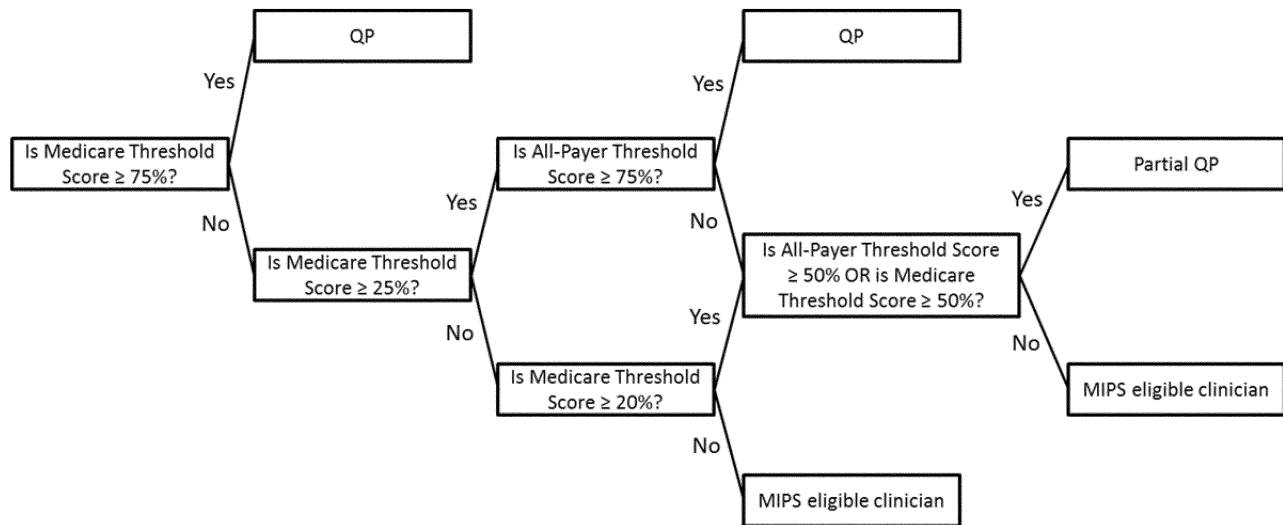 QP
QP
Yes
Yes
Is Medicare Threshold
Score ≥ 75%?
Is All-Payer Threshold
Score ≥ 75%?
Partial QP
Yes
Yes
No
No
Is Medicare Threshold
Score ≥ 25%?
Is All-Payer Threshold Score
≥ 50% OR is Medicare
Threshold Score ≥ 50%?
No
Yes
No
Is Medicare Threshold
Score ≥ 20%?
MIPS eligible clinician
No
MIPS eligible clinician